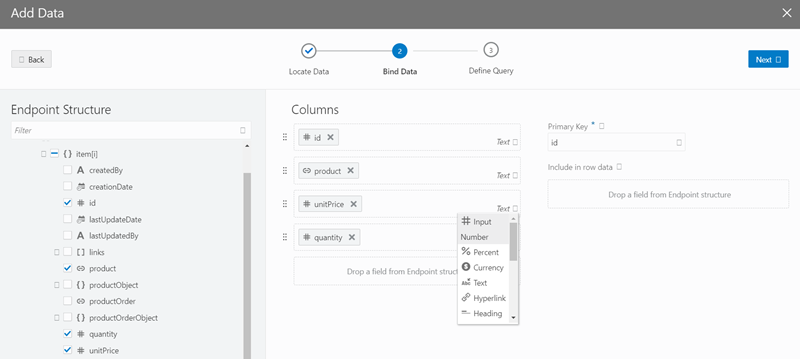 Add Data
Back
2
3
Next
Locate Data
Bind Data
Define Query
Endpoint Structure
Filter
item[i]
createdBy
creationDate
id
lastUpdateDate
lastUpdatedBy
links
product
productObject
productOrder
productOrderObject
quantity
unitPrice
Columns
id
Text
product
Text
unitPrice
Text
quantity
Drop a field from Endpoint structu
Input
Number
Percent
Currency
Text
Hyperlink
Heading
Primary Key *
id
Include in row data
Drop a field from Endpoint structure